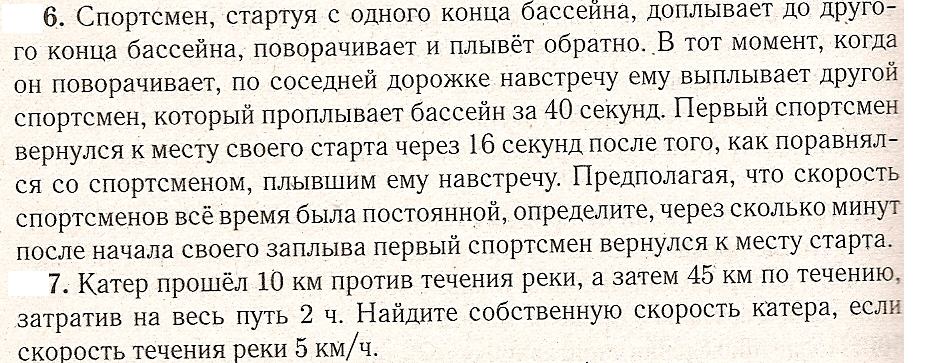 6. Спортсмен, стартуя с одного конца бассейна, доплывает до друго-
го конца бассейна, поворачивает и плывёт обратно. В тот момент, когда
он поворачивает, по соседней дорожке навстречу ему выплывает другой
спортсмен, который проплывает бассейн за 40 секунд. Первый спортсмен
вернулся к месту своего старта через 16 секунд после того, как поравнял-
ся со спортсменом, плывшим ему навстречу. Предполагая, что скорость
спортсменов всё время была постоянной, определите, через сколько минут
после начала своего заплыва первый спортсмен вернулся к месту старта.
7. Катер прошёл 10 км против течения реки, а затем 45 км по течению,
затратив на весь путь 2 ч. Найдите собственную скорость катера, если
скорость течения реки 5 км/ч.